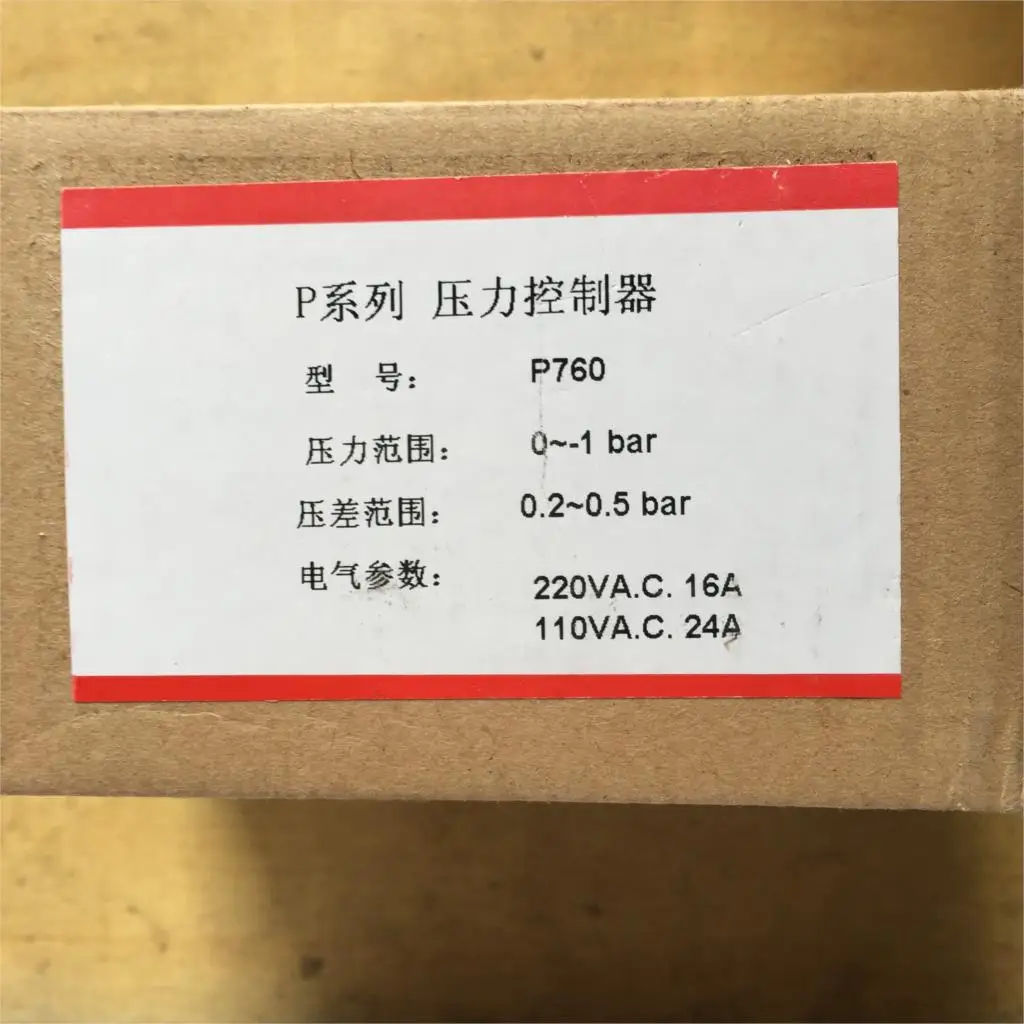 P系列 压力控制器
型 号: P760
压力范围: 0~-1 bar
压差范围: 0.2~0.5 bar
电气参数: 220VA.C. 16A
110VA.C. 24A